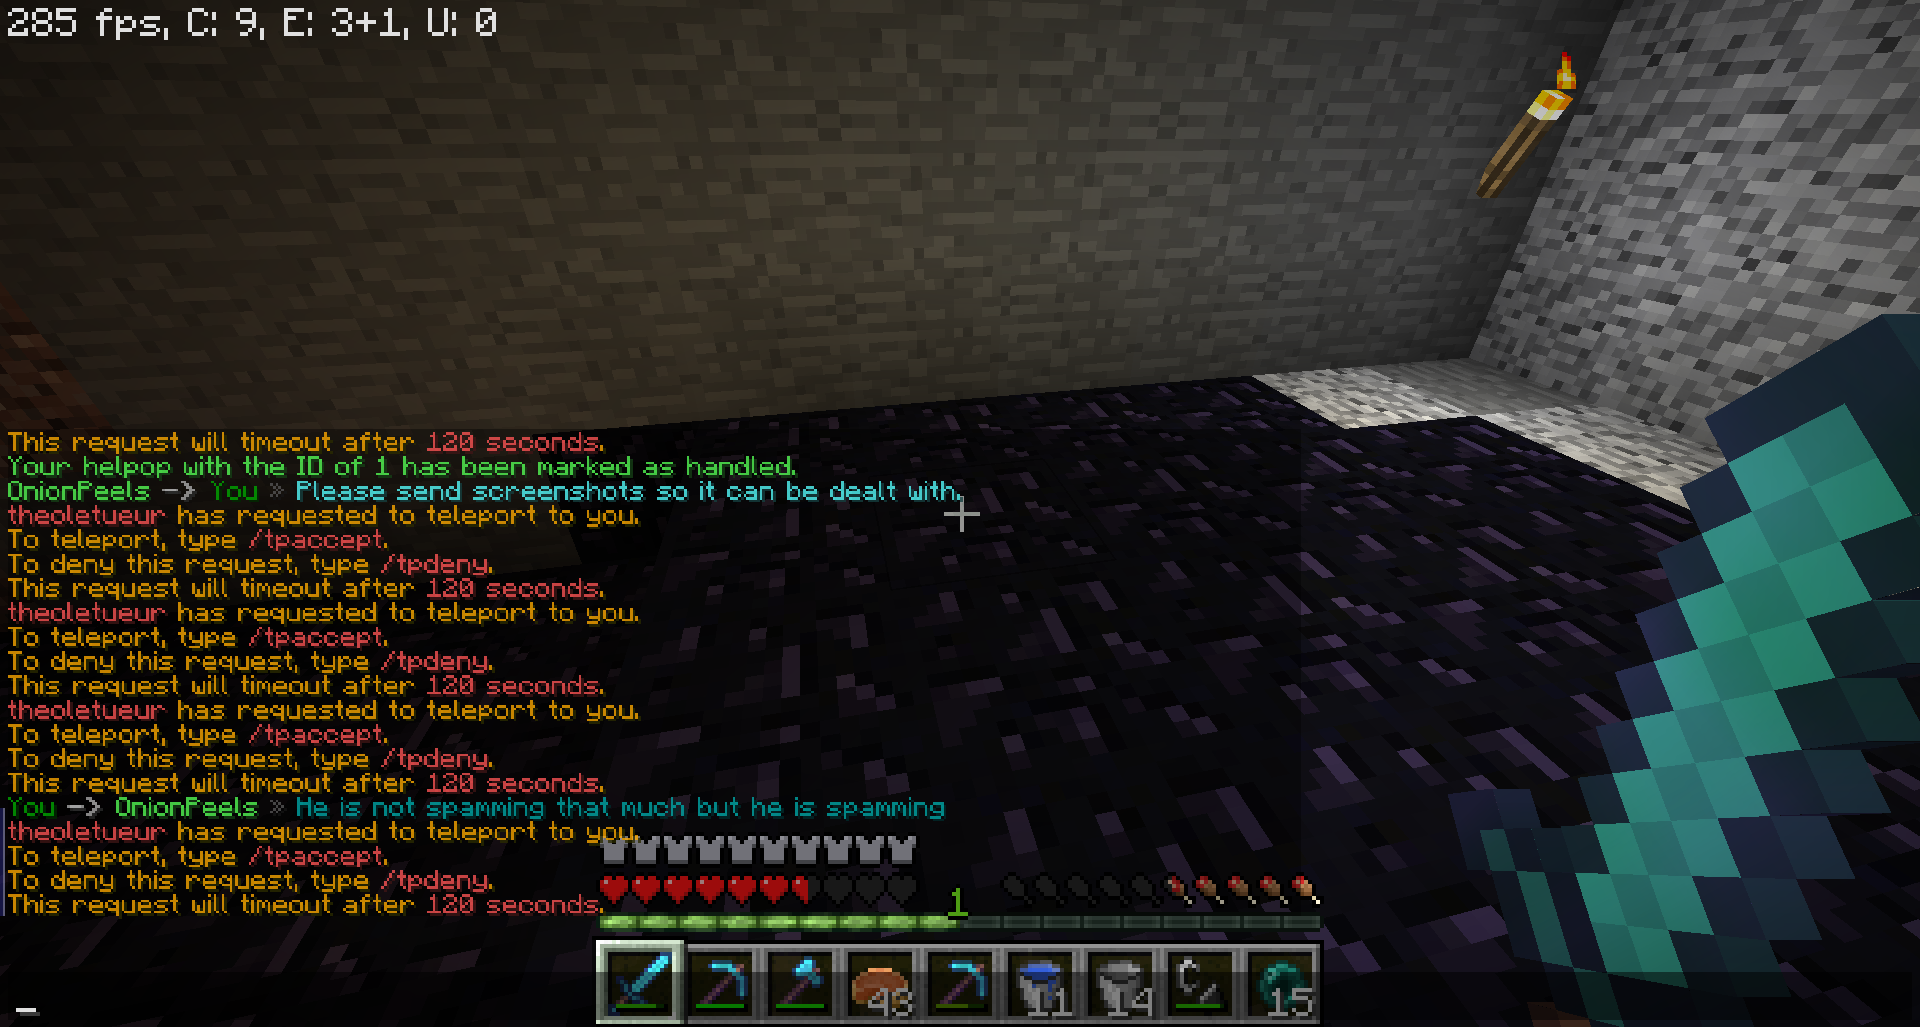 285 fps, C: 9, E: 3+1, U: 0
This request will timeout after 120 seconds.
Your helpop with the ID of 1 has been marked as handled.
OnionPeels -> You » Please send screenshots so it can be dealt with.
theoletueur has requested to teleport to you.
To teleport, type /tpaccept.
To deny this request, type /tpdeny.
This request will timeout after 120 seconds.
theoletueur has requested to teleport to you.
To teleport, type /tpaccept.
To deny this request, type /tpdeny.
This request will timeout after 120 seconds.
theoletueur has requested to teleport to you.
To teleport, type /tpaccept.
To deny this request, type /tpdeny.
This request will timeout after 120 seconds.
You -> OnionPeels » He is not spamming that much but he is spamming
theoletueur has requested to teleport to you.
To teleport, type /tpaccept.
To deny this request, type /tpdeny.
This request will timeout after 120 seconds.
1
48 11 14 15
_